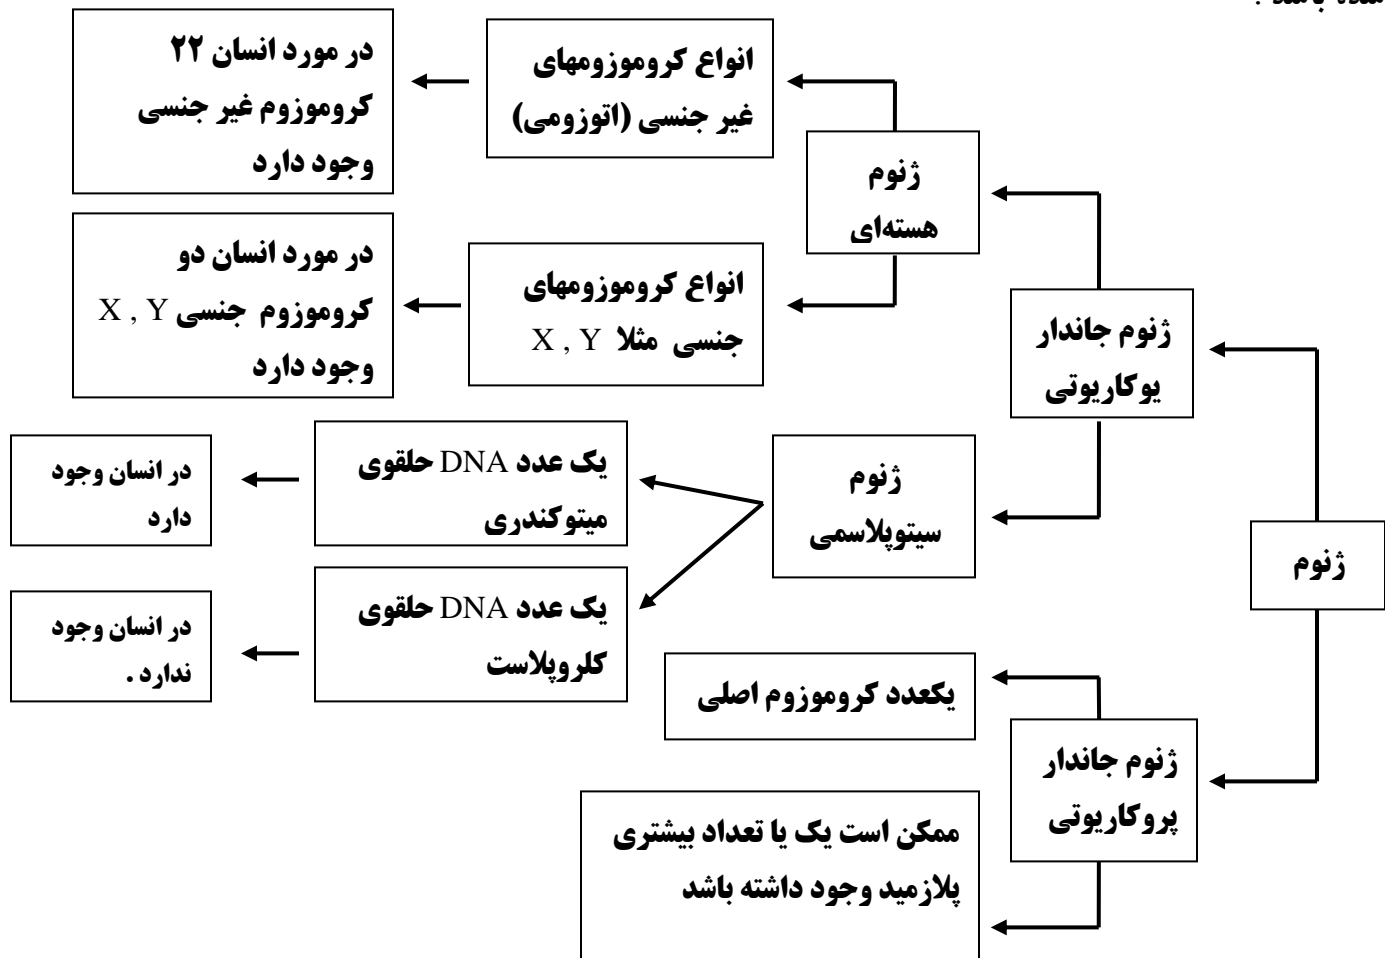 ژنوم
ژنوم جاندار
یوکاریوتی
ژنوم
هسته‌ای
انواع کروموزومهای
غیر جنسی (اتوزومی)
در مورد انسان ۲۲
کروموزوم غیر جنسی
وجود دارد
انواع کروموزومهای
جنسی مثلا X , Y
در مورد انسان دو
کروموزوم جنسی X , Y
وجود دارد
ژنوم
سیتوپلاسمی
یک عدد DNA حلقوی
میتوکندری
در انسان وجود
دارد
یک عدد DNA حلقوی
کلروپلاست
در انسان وجود
ندارد .
ژنوم جاندار
پروکاریوتی
یکعدد کروموزوم اصلی
ممکن است یک یا تعداد بیشتری
پلازمید وجود داشته باشد